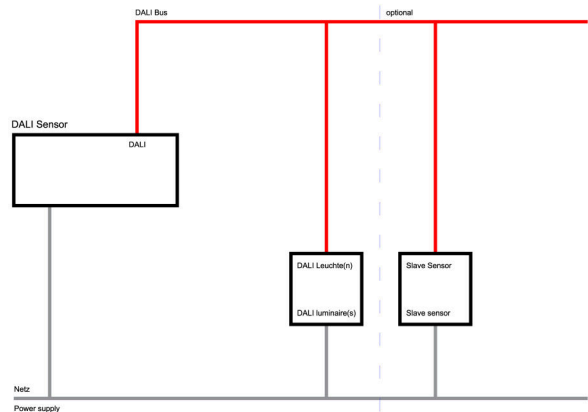 DALI Bus
optional
DALI Sensor
DALI
DALI Leuchte(n)
DALI luminaire(s)
Slave Sensor
Slave sensor
Netz
Power supply